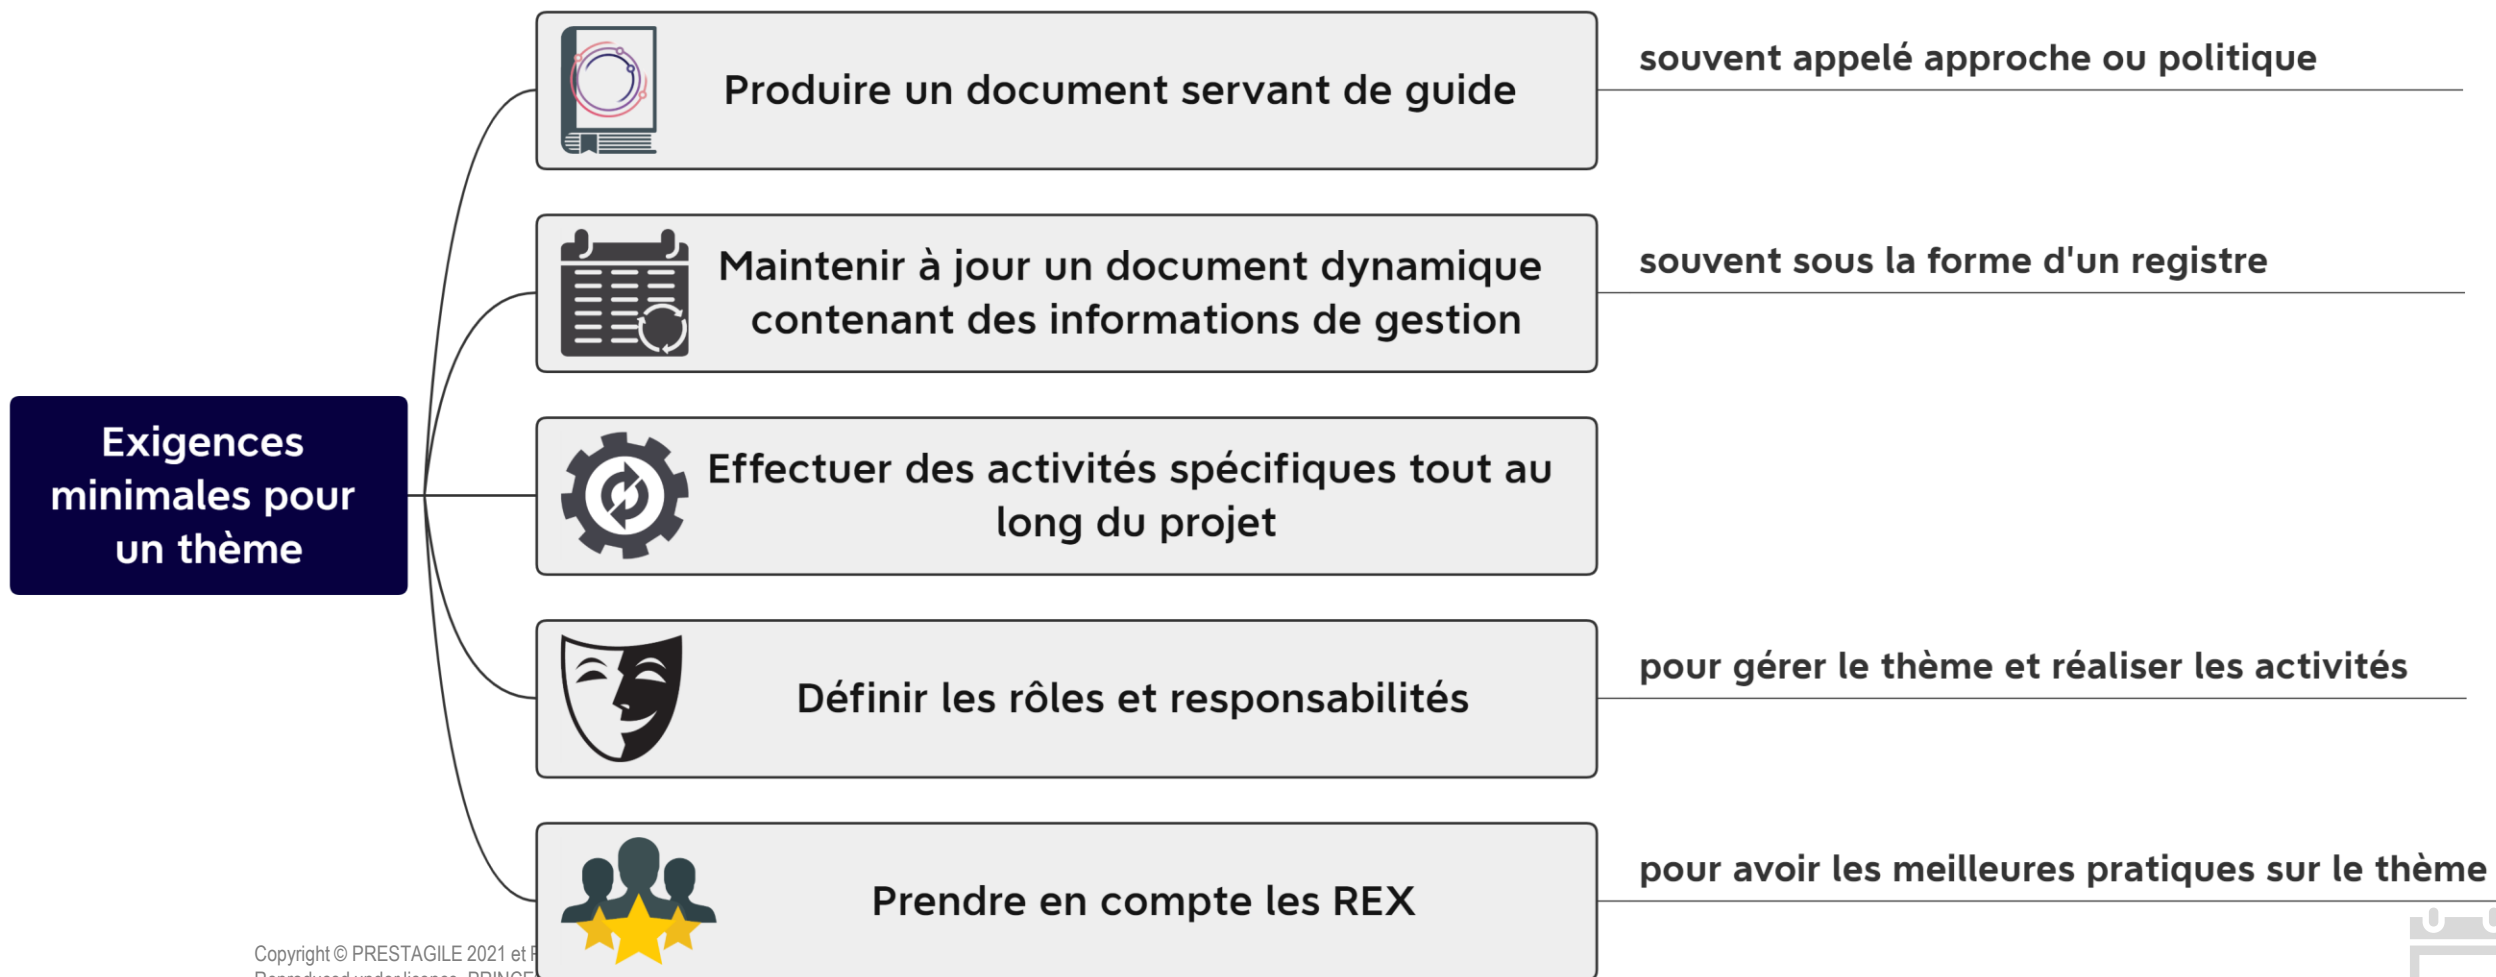 Produire un document servant de guide
souvent appelé approche ou politique
Maintenir à jour un document dynamique
contenant des informations de gestion
souvent sous la forme d'un registre
Exigences
minimales pour
un thème
Effectuer des activités spécifiques tout au
long du projet
Définir les rôles et responsabilités
pour gérer le thème et réaliser les activités
Prendre en compte les REX
pour avoir les meilleures pratiques sur le thème
Copyright © PRESTAGILE 2021 et
Reproduced under licence.